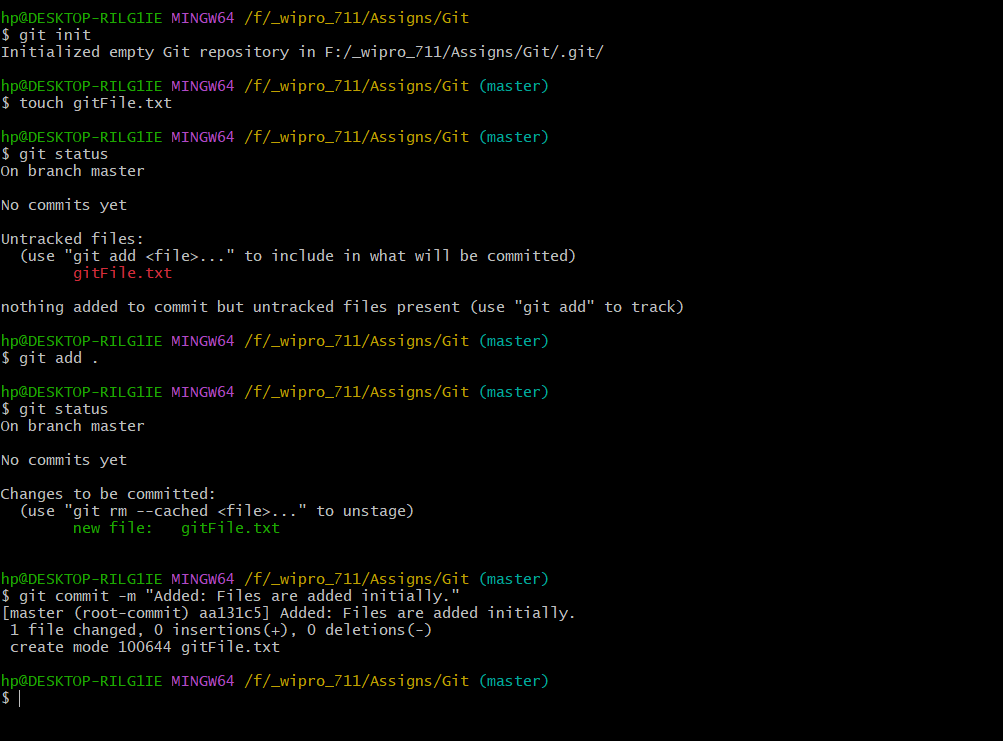 hp@DESKTOP-RILG1IE MINGW64 /f/_wipro_711/Assigns/Git
$ git init
Initialized empty Git repository in F:/_wipro_711/Assigns/Git/.git/
hp@DESKTOP-RILG1IE MINGW64 /f/_wipro_711/Assigns/Git (master)
$ touch gitFile.txt
hp@DESKTOP-RILG1IE MINGW64 /f/_wipro_711/Assigns/Git (master)
$ git status
On branch master
No commits yet
Untracked files:
  (use "git add <file>..." to include in what will be committed)
        gitFile.txt
nothing added to commit but untracked files present (use "git add" to track)
hp@DESKTOP-RILG1IE MINGW64 /f/_wipro_711/Assigns/Git (master)
$ git add .
hp@DESKTOP-RILG1IE MINGW64 /f/_wipro_711/Assigns/Git (master)
$ git status
On branch master
No commits yet
Changes to be committed:
  (use "git rm --cached <file>..." to unstage)
        new file:   gitFile.txt
hp@DESKTOP-RILG1IE MINGW64 /f/_wipro_711/Assigns/Git (master)
$ git commit -m "Added: Files are added initially."
[master (root-commit) aa131c5] Added: Files are added initially.
 1 file changed, 0 insertions(+), 0 deletions(-)
 create mode 100644 gitFile.txt
hp@DESKTOP-RILG1IE MINGW64 /f/_wipro_711/Assigns/Git (master)
$